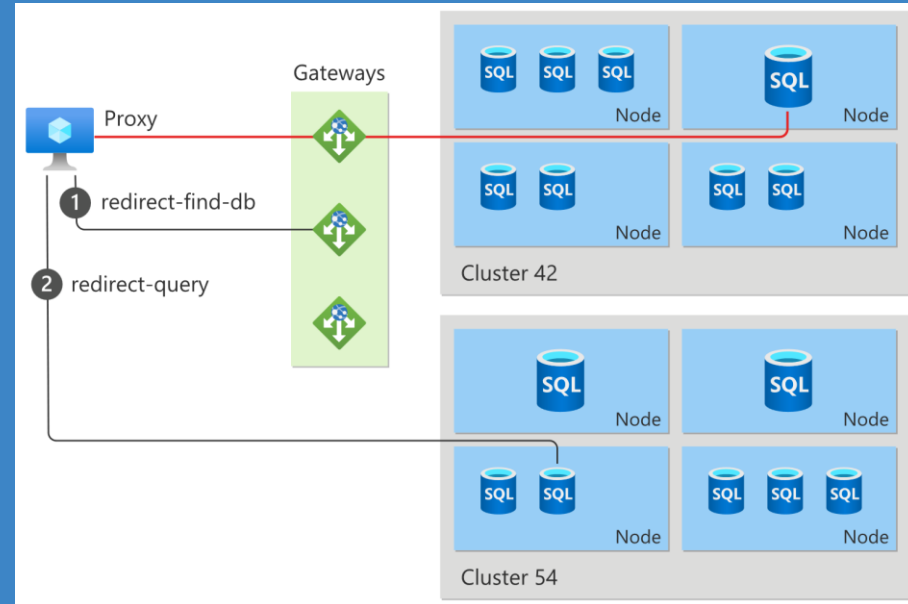 Gateways
Proxy
1 redirect-find-db
2 redirect-query
SQL SQL SQL
Node
SQL
Node
SQL SQL
Node
SQL SQL
Node
Cluster 42
SQL
Node
SQL
Node
SQL SQL
Node
SQL SQL SQL
Node
Cluster 54